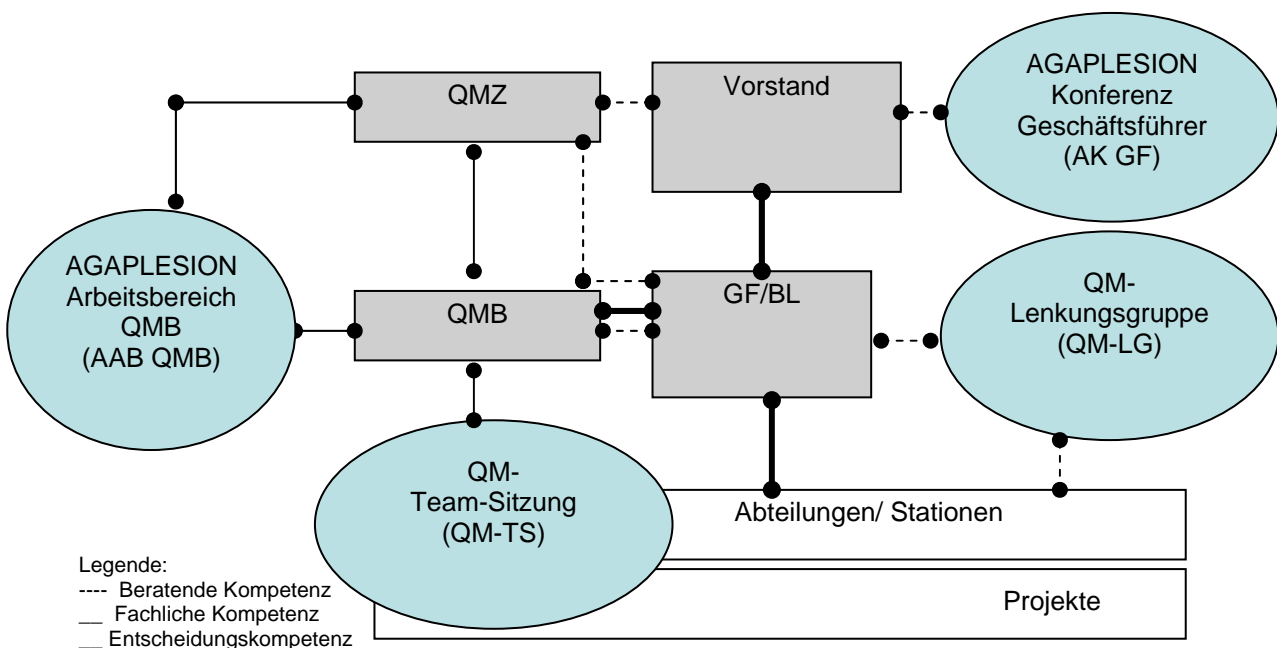 QMZ
Vorstand
AGAPLESION
Konferenz
Geschäftsführer
(AK GF)
AGAPLESION
Arbeitsbereich
QMB
(AAB QMB)
QMB
GF/BL
QM-
Lenkungsgruppe
(QM-LG)
QM-
Team-Sitzung
(QM-TS)
Abteilungen/ Stationen
Projekte
Legende:
---- Beratende Kompetenz
__ Fachliche Kompetenz
__ Entscheidungskompetenz